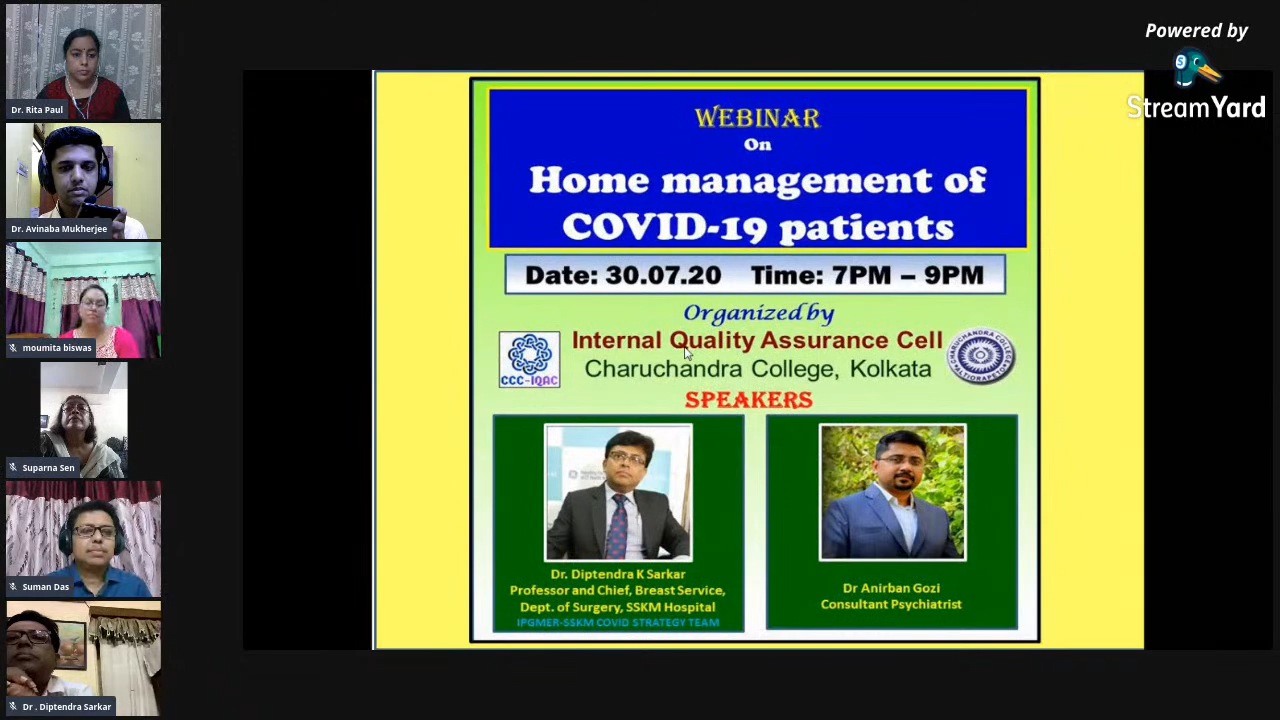 Powered by
StreamYard
Dr. Rita Paul
Dr. Avinaba Mukherjee
moumita biswas
Suparna Sen
Suman Das
Dr . Diptendra Sarkar
WEBINAR
On
Home management of
COVID-19 patients
Date: 30.07.20 Time: 7PM – 9PM
Organized by
Internal Quality Assurance Cell
Charuchandra College, Kolkata
CCC-IQAC
CHARUCHANDRA COLLEGE
SPEAKERS
Dr. Diptendra K Sarkar
Professor and Chief, Breast Service,
Dept. of Surgery, SSKM Hospital
IPGMER-SSKM COVID STRATEGY TEAM
Dr Anirban Gozi
Consultant Psychiatrist